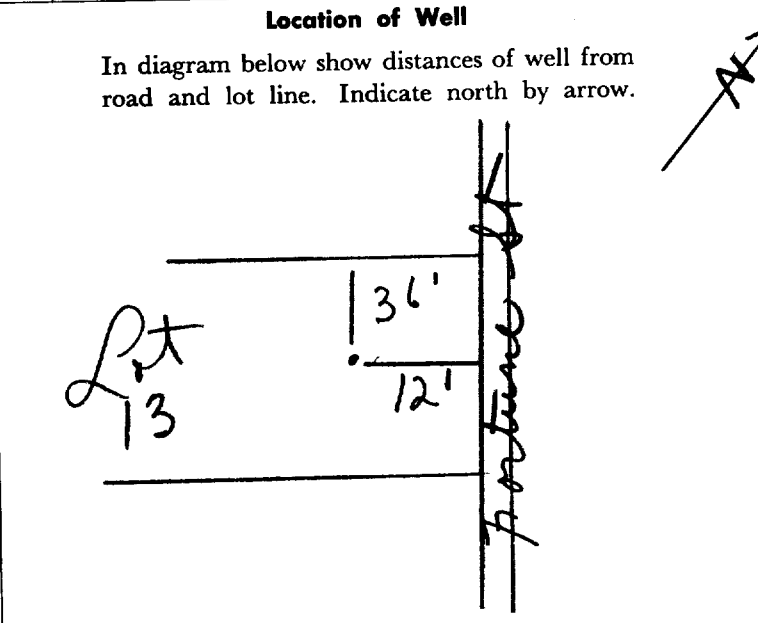 Location of Well
In diagram below show distances of well from
road and lot line. Indicate north by arrow.
N
36'
Lot
13
12'
St